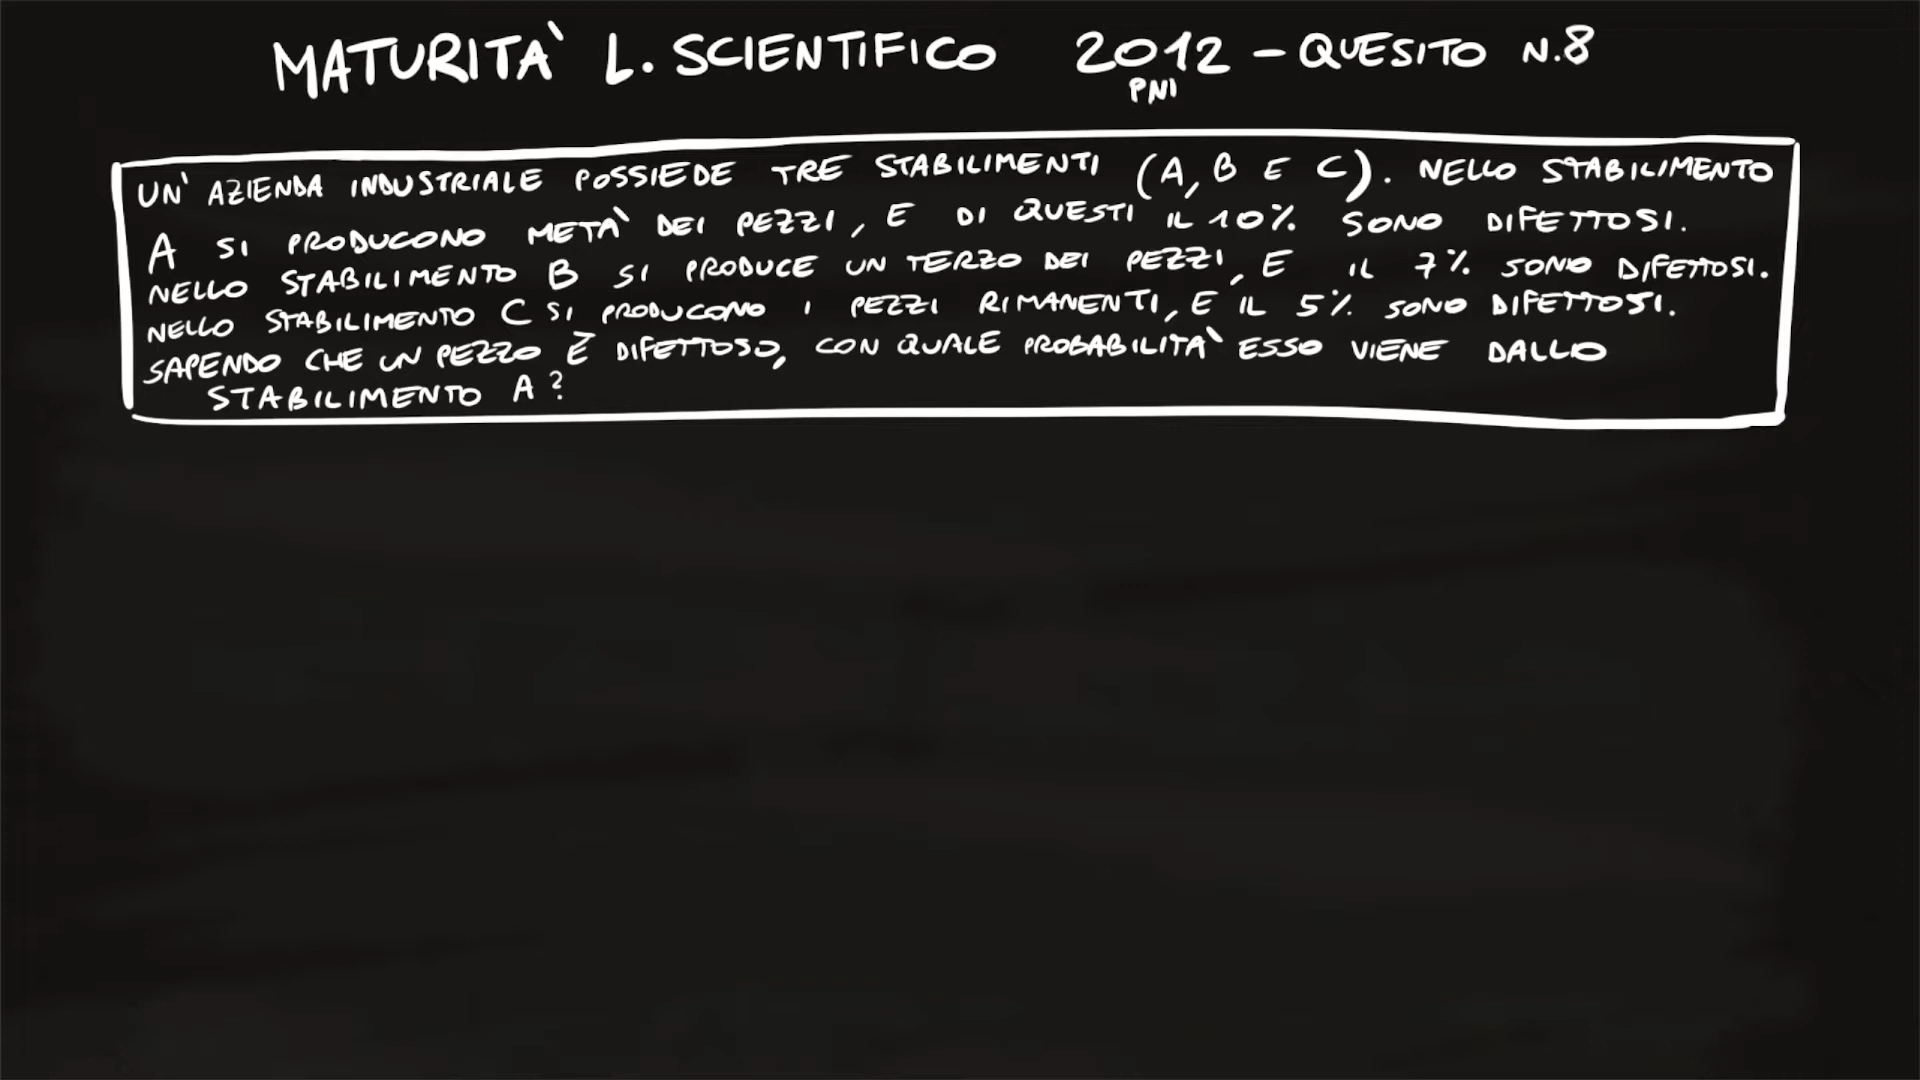 MATURITA' L. SCIENTIFICO 2012 - QUESITO N.8
PNI
UN' AZIENDA INDUSTRIALE POSSIEDE TRE STABILIMENTI (A, B E C). NELLO STABILIMENTO
A SI PRODUCONO METÀ DEI PEZZI, E DI QUESTI IL 10% SONO DIFETTOSI.
NELLO STABILIMENTO B SI PRODUCE UN TERZO DEI PEZZI, E IL 7% SONO DIFETTOSI.
NELLO STABILIMENTO C SI PRODUCONO I PEZZI RIMANENTI, E IL 5% SONO DIFETTOSI.
SAPENDO CHE UN PEZZO È DIFETTOSO, CON QUALE PROBABILITÀ ESSO VIENE DALLO
STABILIMENTO A?